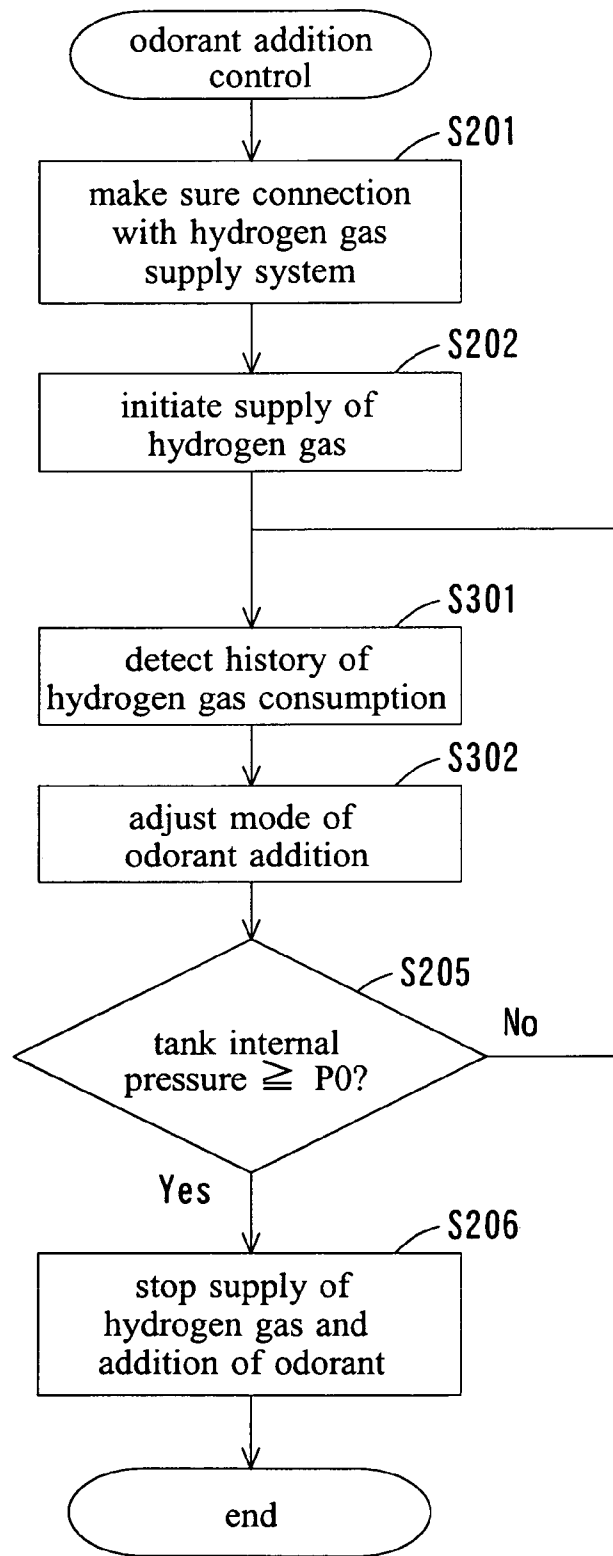 odorant addition
control
S201
make sure connection
with hydrogen gas
supply system
S202
initiate supply of
hydrogen gas
S301
detect history of
hydrogen gas consumption
S302
adjust mode of
odorant addition
S205
tank internal
pressure ≧ P0?
No
Yes
S206
stop supply of
hydrogen gas and
addition of odorant
end